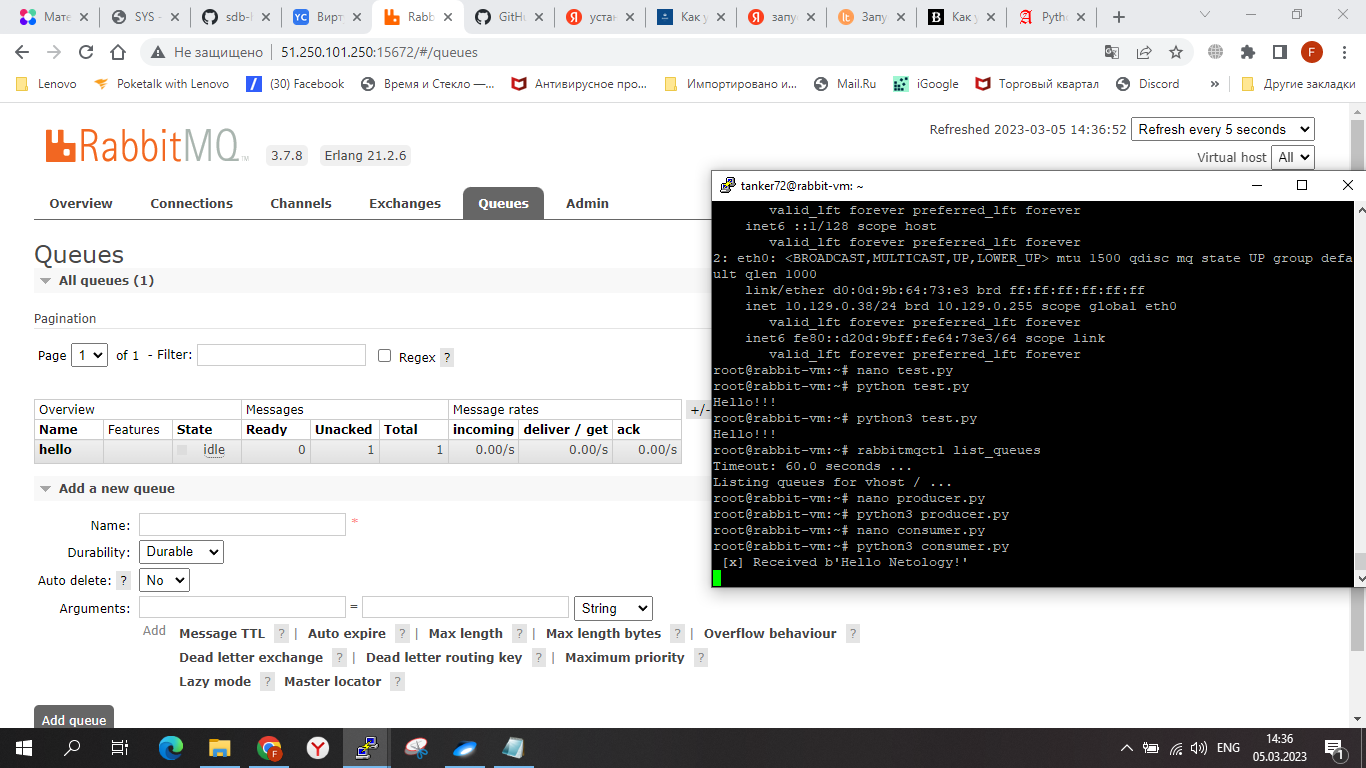 Мате
SYS -
sdb-
Вирт
Rabb
GitHu
устан
Как у
запу
Запу
Как у
Pytho
Не защищено
51.250.101.250:15672/#/queues
F
Lenovo
Poketalk with Lenovo
(30) Facebook
Время и Стекло —...
Антивирусное про...
Импортировано и...
Mail.Ru
iGoogle
Торговый квартал
Discord
»
Другие закладки
RabbitMQ TM 3.7.8 Erlang 21.2.6
Refreshed 2023-03-05 14:36:52 Refresh every 5 seconds
Virtual host All
Overview Connections Channels Exchanges Queues Admin
Queues
All queues (1)
Pagination
Page 1 of 1 - Filter: Regex ?
Overview Messages Message rates +/-
Name Features State Ready Unacked Total incoming deliver / get ack
hello idle 0 1 1 0.00/s 0.00/s 0.00/s
Add a new queue
Name: *
Durability: Durable
Auto delete: ? No
Arguments: = String
Add Message TTL ? | Auto expire ? | Max length ? | Max length bytes ? | Overflow behaviour ?
Dead letter exchange ? | Dead letter routing key ? | Maximum priority ?
Lazy mode ? Master locator ?
Add queue
tanker72@rabbit-vm: ~
valid_lft forever preferred_lft forever
inet6 ::1/128 scope host
valid_lft forever preferred_lft forever
2: eth0: <BROADCAST,MULTICAST,UP,LOWER_UP> mtu 1500 qdisc mq state UP group defa
ult qlen 1000
link/ether d0:0d:9b:64:73:e3 brd ff:ff:ff:ff:ff:ff
inet 10.129.0.38/24 brd 10.129.0.255 scope global eth0
valid_lft forever preferred_lft forever
inet6 fe80::d20d:9bff:fe64:73e3/64 scope link
valid_lft forever preferred_lft forever
root@rabbit-vm:~# nano test.py
root@rabbit-vm:~# python test.py
Hello!!!
root@rabbit-vm:~# python3 test.py
Hello!!!
root@rabbit-vm:~# rabbitmqctl list_queues
Timeout: 60.0 seconds ...
Listing queues for vhost / ...
root@rabbit-vm:~# nano producer.py
root@rabbit-vm:~# python3 producer.py
root@rabbit-vm:~# nano consumer.py
root@rabbit-vm:~# python3 consumer.py
[x] Received b'Hello Netology!'
ENG
14:36
05.03.2023
1